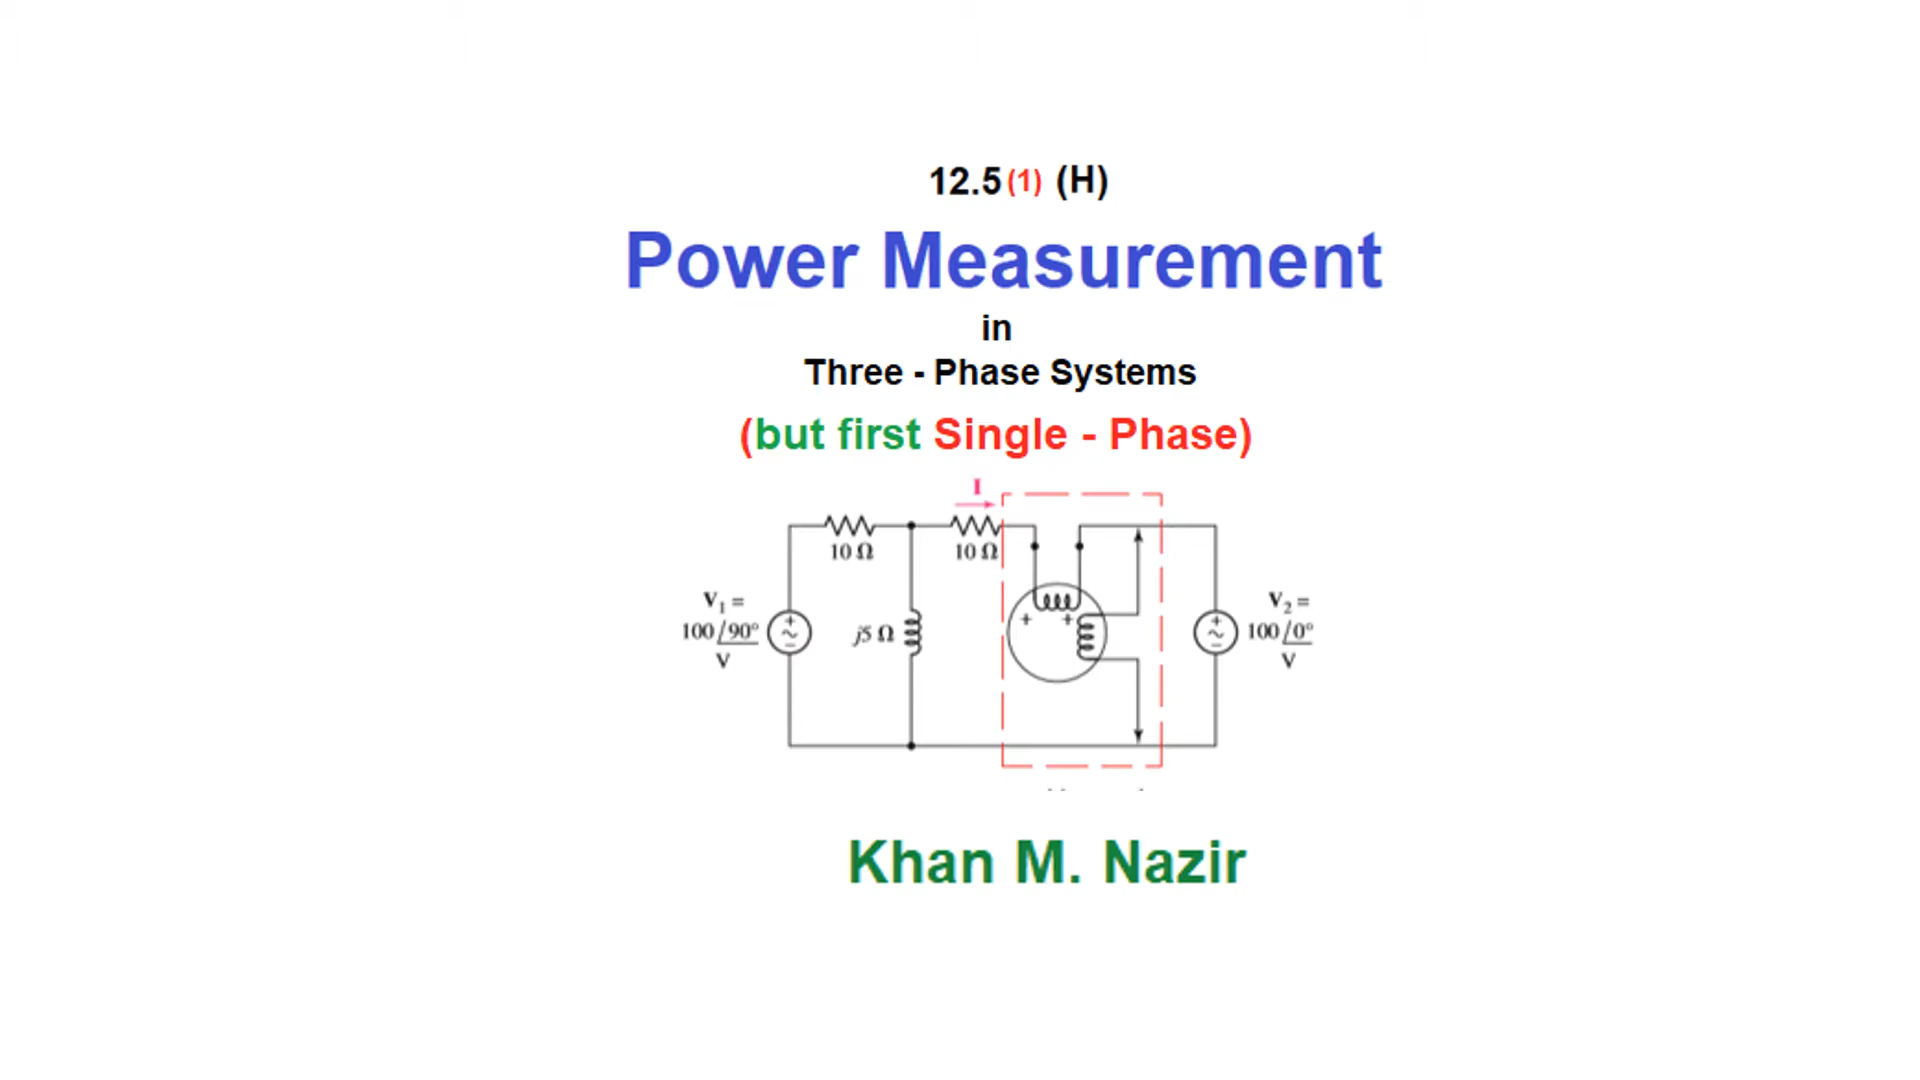 12.5 (1) (H)
Power Measurement
in
Three - Phase Systems
(but first Single - Phase)
I
10 Ω
10 Ω
V1 =
100/90°
V
j5 Ω
+
+
+
~
−
+
~
−
V2 =
100/0°
V
Khan M. Nazir